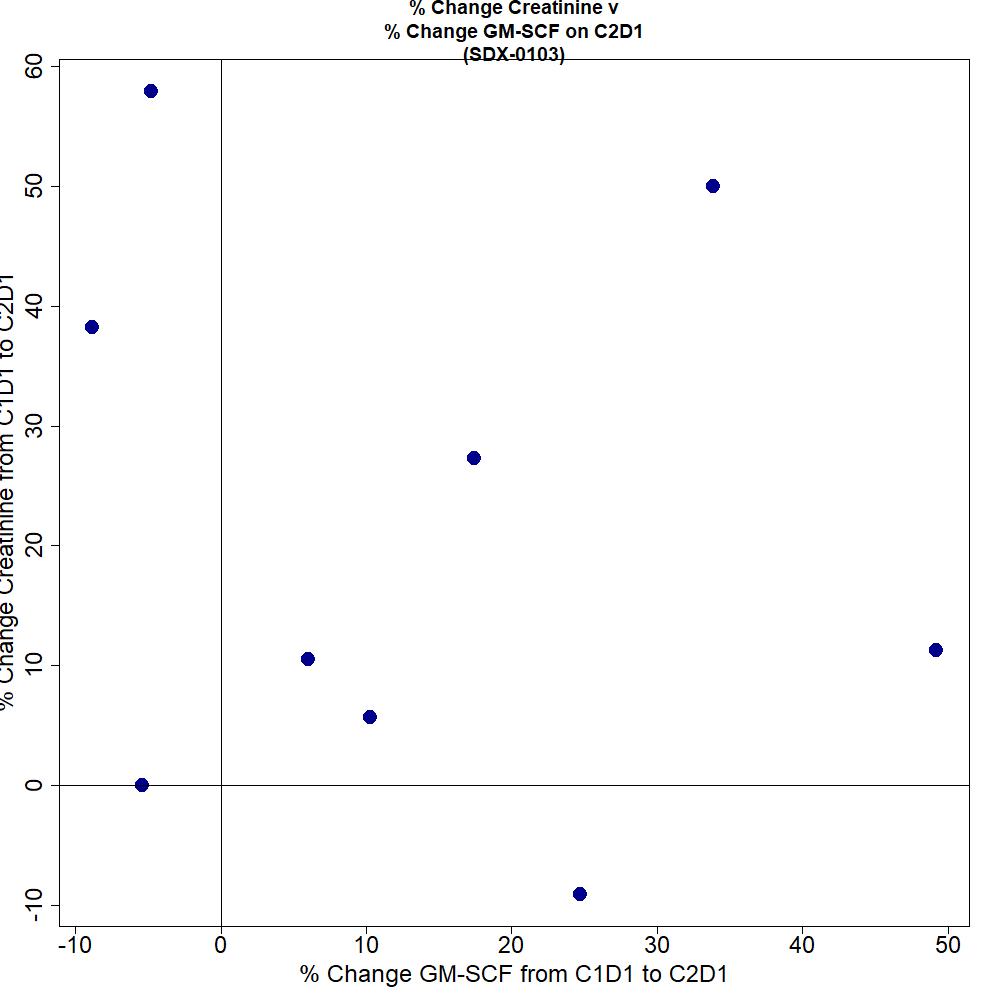 % Change Creatinine v
% Change GM-SCF on C2D1
(SDX-0103)
% Change Creatinine from C1D1 to C2D1
60
50
40
30
20
10
0
-10
-10 0 10 20 30 40 50
% Change GM-SCF from C1D1 to C2D1